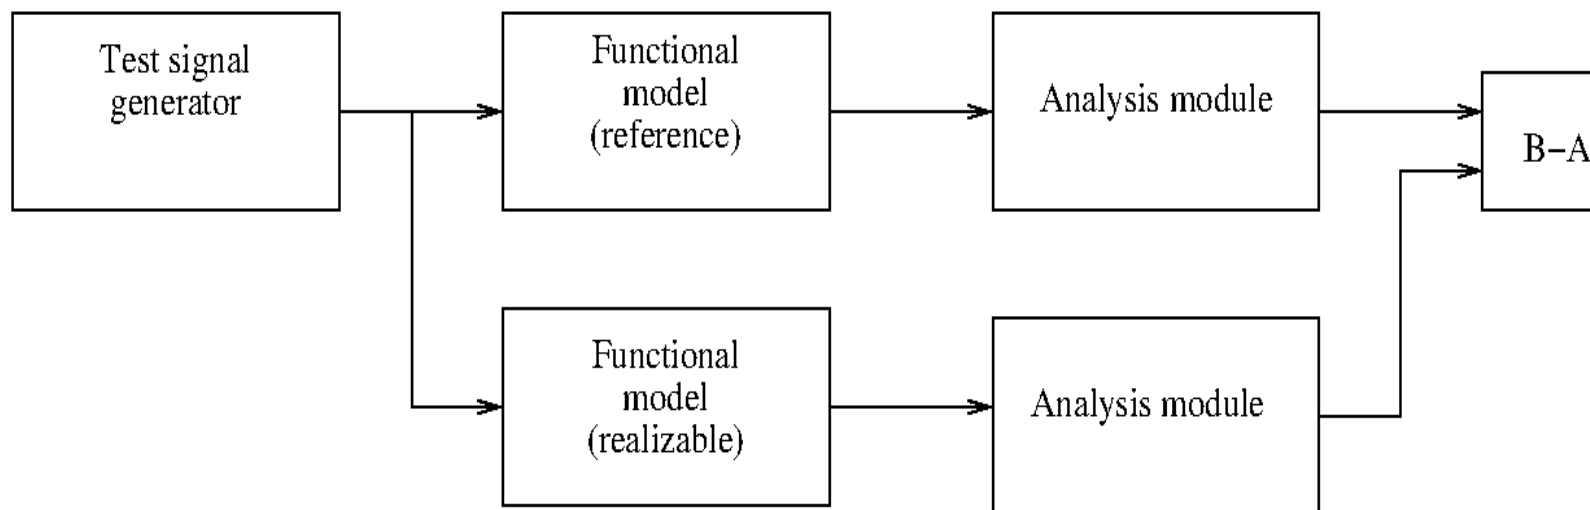 Test signal
generator
Functional
model
(reference)
Analysis module
B−A
Functional
model
(realizable)
Analysis module